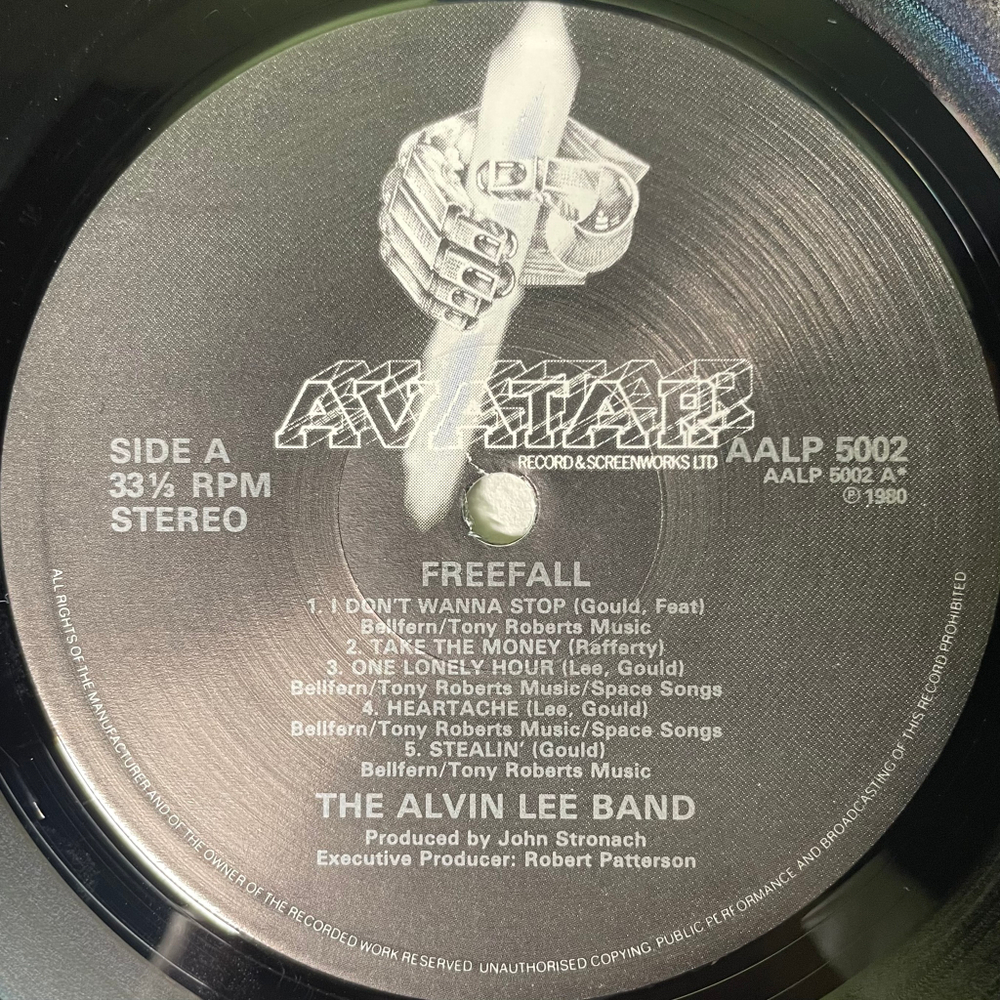 AVATAR
RECORD & SCREENWORKS LTD
SIDE A
33⅓ RPM
STEREO
AALP 5002
AALP 5002 A*
℗ 1980
FREEFALL
1. I DON'T WANNA STOP (Gould, Feat)
Bellfern/Tony Roberts Music
2. TAKE THE MONEY (Rafferty)
3. ONE LONELY HOUR (Lee, Gould)
Bellfern/Tony Roberts Music/Space Songs
4. HEARTACHE (Lee, Gould)
Bellfern/Tony Roberts Music/Space Songs
5. STEALIN' (Gould)
Bellfern/Tony Roberts Music
THE ALVIN LEE BAND
Produced by John Stronach
Executive Producer: Robert Patterson
ALL RIGHTS OF THE MANUFACTURER AND OF THE OWNER OF THE RECORDED WORK RESERVED UNAUTHORISED COPYING, PUBLIC PERFORMANCE AND BROADCASTING OF THIS RECORD PROHIBITED